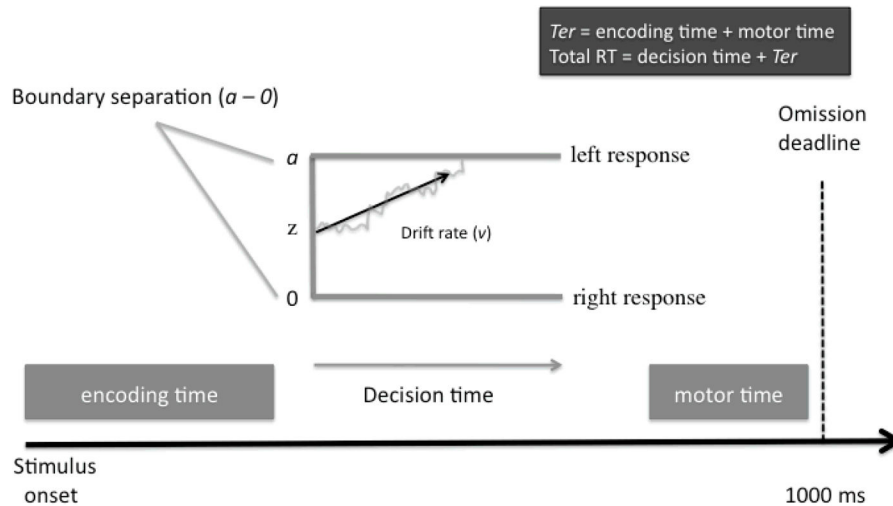 Ter = encoding time + motor time
Total RT = decision time + Ter
Boundary separation (a – 0)
Omission
deadline
a
left response
z
Drift rate (v)
0
right response
encoding time
Decision time
motor time
Stimulus
onset
1000 ms